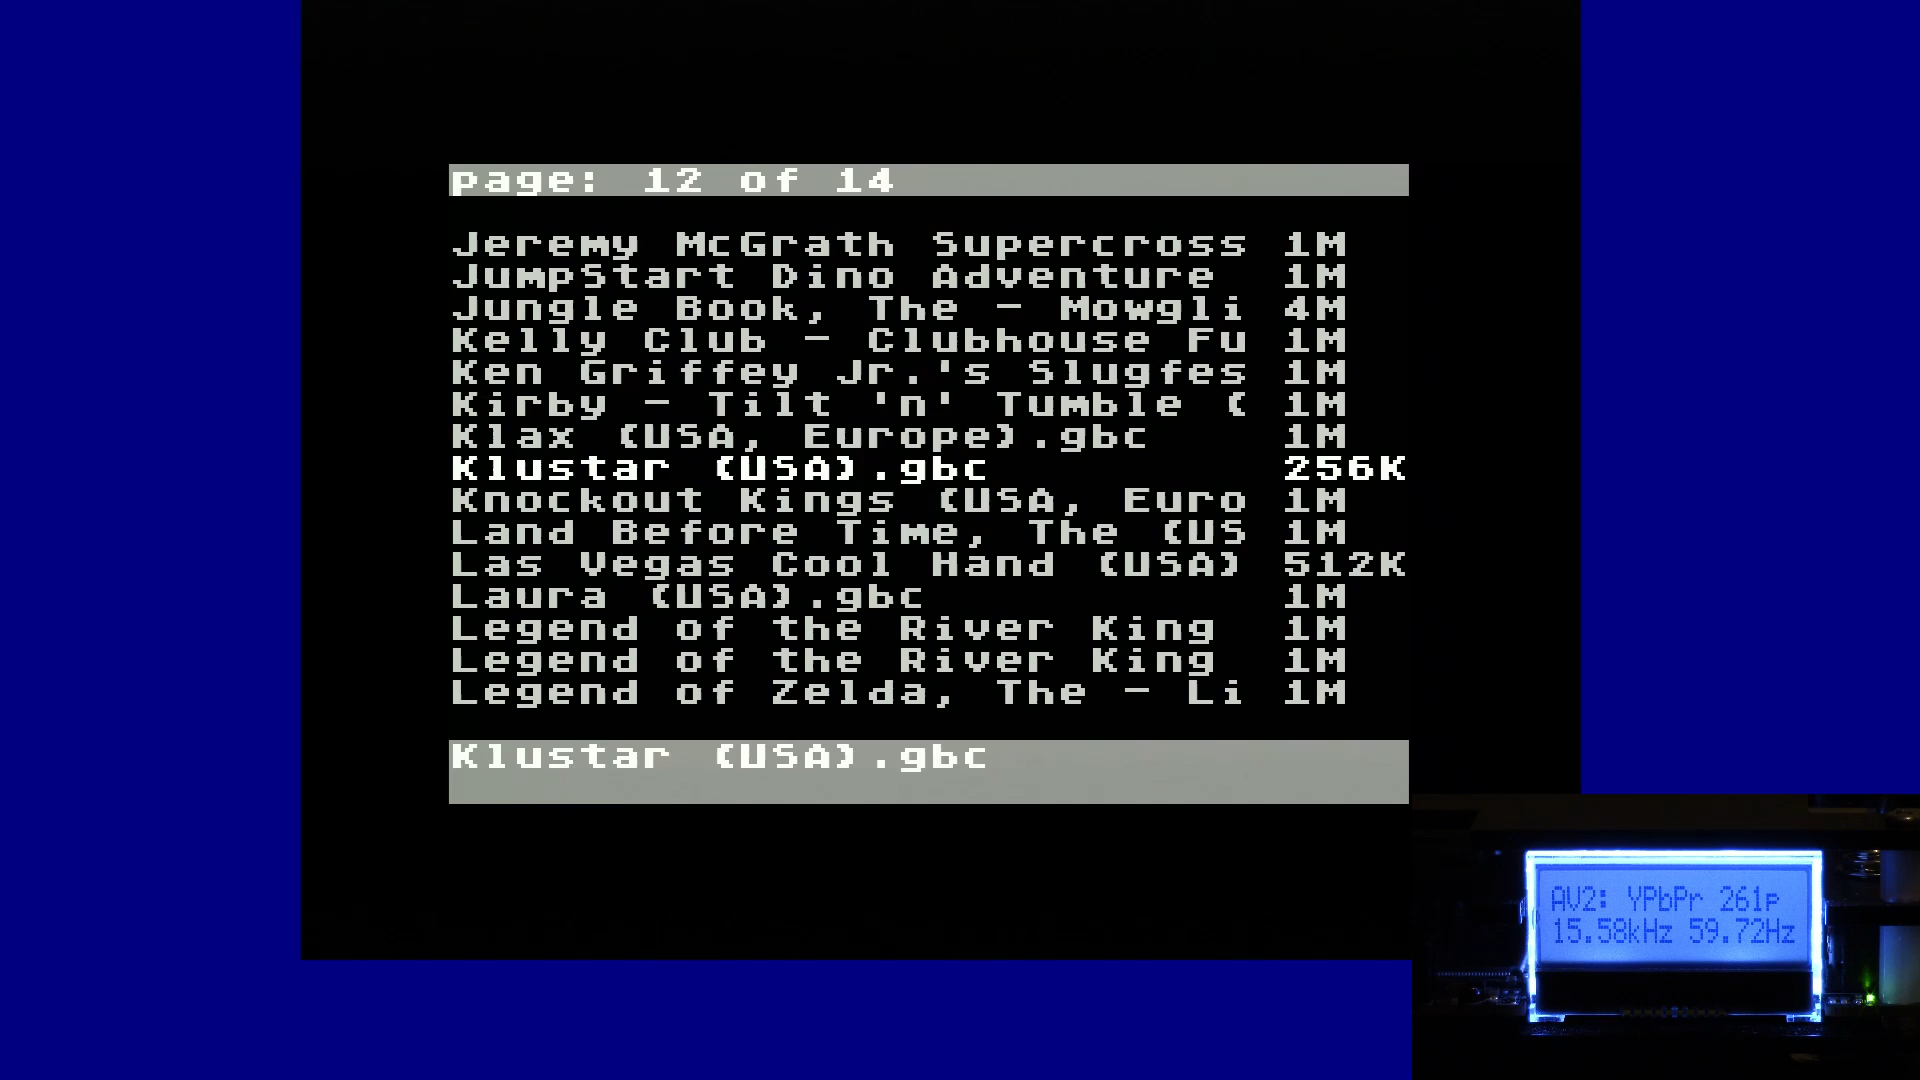 page: 12 of 14
Jeremy McGrath Supercross 1M
JumpStart Dino Adventure 1M
Jungle Book, The - Mowgli 4M
Kelly Club - Clubhouse Fu 1M
Ken Griffey Jr.'s Slugfes 1M
Kirby - Tilt 'n' Tumble ( 1M
Klax (USA, Europe).gbc 1M
Klustar (USA).gbc 256K
Knockout Kings (USA, Euro 1M
Land Before Time, The (US 1M
Las Vegas Cool Hand (USA) 512K
Laura (USA).gbc 1M
Legend of the River King 1M
Legend of the River King 1M
Legend of Zelda, The - Li 1M
Klustar (USA).gbc
AV2: YPbPr 261p
15.58kHz 59.72Hz